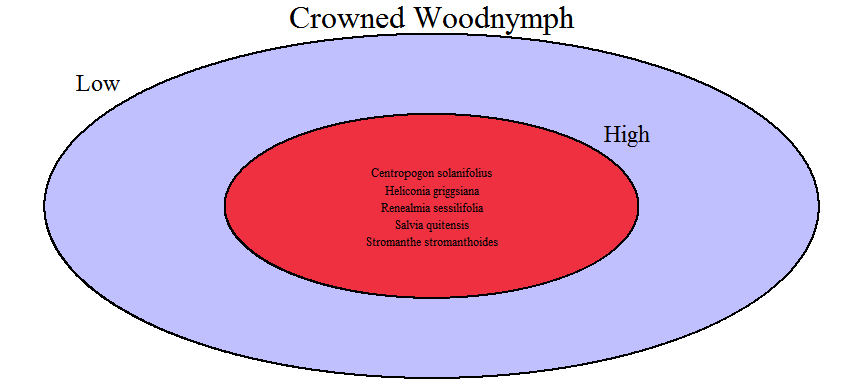 Crowned Woodnymph
Low
High
Centropogon solanifolius
Heliconia griggsiana
Renealmia sessilifolia
Salvia quitensis
Stromanthe stromanthoides